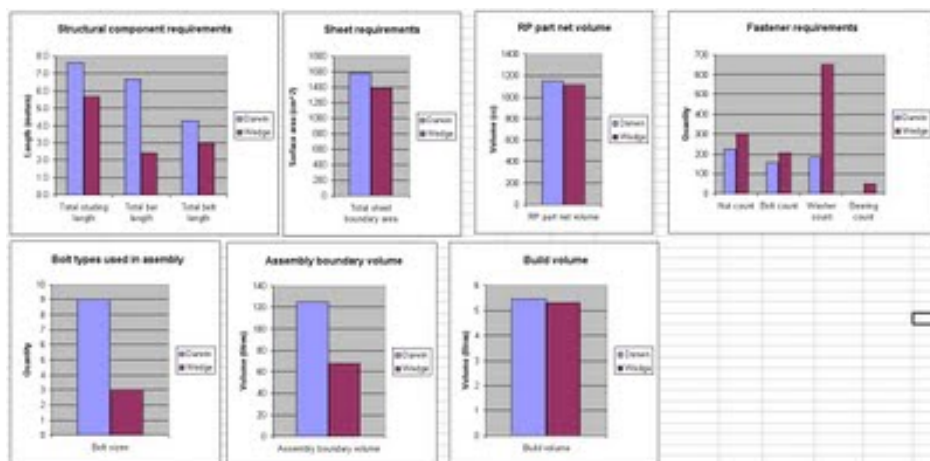 Structural component requirements
Length (meters)
8.0
7.0
6.0
5.0
4.0
3.0
2.0
1.0
0.0
Total studding length
Total bar length
Total belt length
Darwin
Wedge
Sheet requirements
Surface area (cm^2)
1800
1600
1400
1200
1000
800
600
400
200
0
Total sheet boundary area
Darwin
Wedge
RP part net volume
Volume (cc)
1400
1200
1000
800
600
400
200
0
RP part net volume
Darwin
Wedge
Fastener requirements
Quantity
700
600
500
400
300
200
100
0
Nut count
Bolt count
Washer count
Bearing count
Darwin
Wedge
Bolt types used in asembly
Quantity
10
9
8
7
6
5
4
3
2
1
0
Bolt sizes
Darwin
Wedge
Assembly boundary volume
Volume (litres)
140
120
100
80
60
40
20
0
Assembly boundary volume
Darwin
Wedge
Build volume
Volume (litres)
6
5
4
3
2
1
0
Build volume
Darwin
Wedge